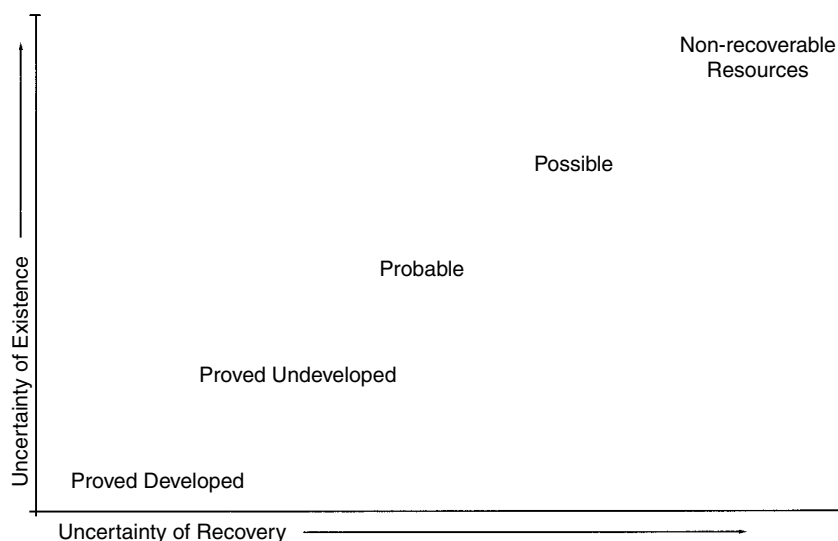 Non-recoverable
Resources
Possible
Probable
Proved Undeveloped
Proved Developed
Uncertainty of Existence
Uncertainty of Recovery